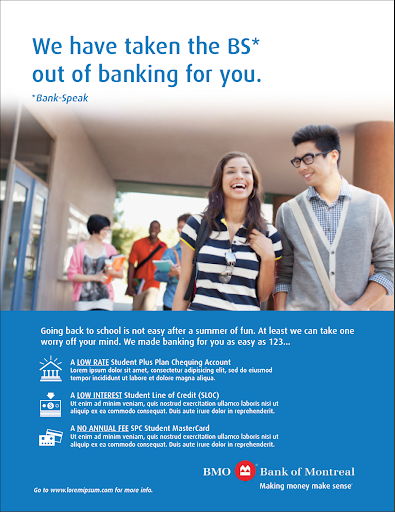 We have taken the BS*
out of banking for you.
*Bank-Speak
Going back to school is not easy after a summer of fun. At least we can take one
worry off your mind. We made banking for you as easy as 123...
A LOW RATE Student Plus Plan Chequing Account
Lorem ipsum dolor sit amet, consectetur adipisicing elit, sed do eiusmod
tempor incididunt ut labore et dolore magna aliqua.
A LOW INTEREST Student Line of Credit (SLOC)
Ut enim ad minim veniam, quis nostrud exercitation ullamco laboris nisi ut
aliquip ex ea commodo consequat. Duis aute irure dolor in reprehenderit.
A NO ANNUAL FEE SPC Student MasterCard
Ut enim ad minim veniam, quis nostrud exercitation ullamco laboris nisi ut
aliquip ex ea commodo consequat. Duis aute irure dolor in reprehenderit.
BMO Bank of Montreal
Making money make sense
Go to www.loremipsum.com for more info.